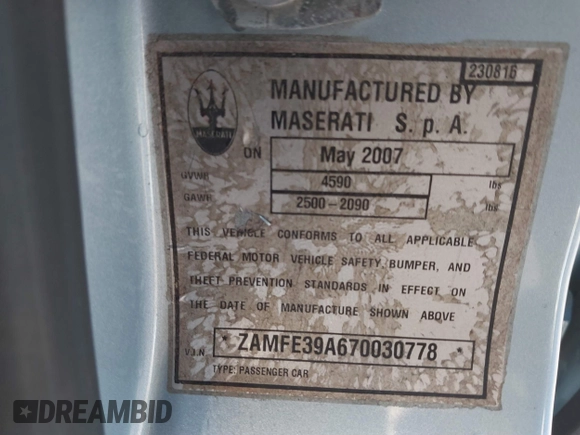 230816
MANUFACTURED BY
MASERATI S. p. A.
MASERATI
ON May 2007
GVWR 4590 lbs
GAWR 2500-2090 lbs
THIS VEHICLE CONFORMS TO ALL APPLICABLE
FEDERAL MOTOR VEHICLE SAFETY, BUMPER, AND
THEFT PREVENTION STANDARDS IN EFFECT ON
THE DATE OF MANUFACTURE SHOWN ABOVE
V.I.N. * ZAMFE39A670030778 *
TYPE: PASSENGER CAR
DREAMBID